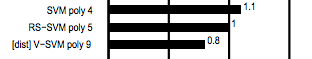 SVM poly 4 1.1
RS−SVM poly 5 1
[dist] V−SVM poly 9 0.8